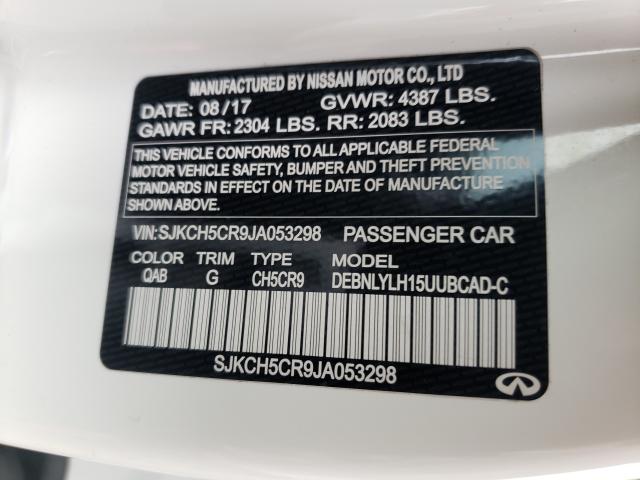 MANUFACTURED BY NISSAN MOTOR CO., LTD
DATE: 08/17 GVWR: 4387 LBS.
GAWR FR: 2304 LBS. RR: 2083 LBS.
THIS VEHICLE CONFORMS TO ALL APPLICABLE FEDERAL
MOTOR VEHICLE SAFETY, BUMPER AND THEFT PREVENTION
STANDARDS IN EFFECT ON THE DATE OF MANUFACTURE
SHOWN ABOVE.
VIN: SJKCH5CR9JA053298 PASSENGER CAR
COLOR TRIM TYPE MODEL
QAB G CH5CR9 DEBNLYLH15UUBCAD-C
SJKCH5CR9JA053298